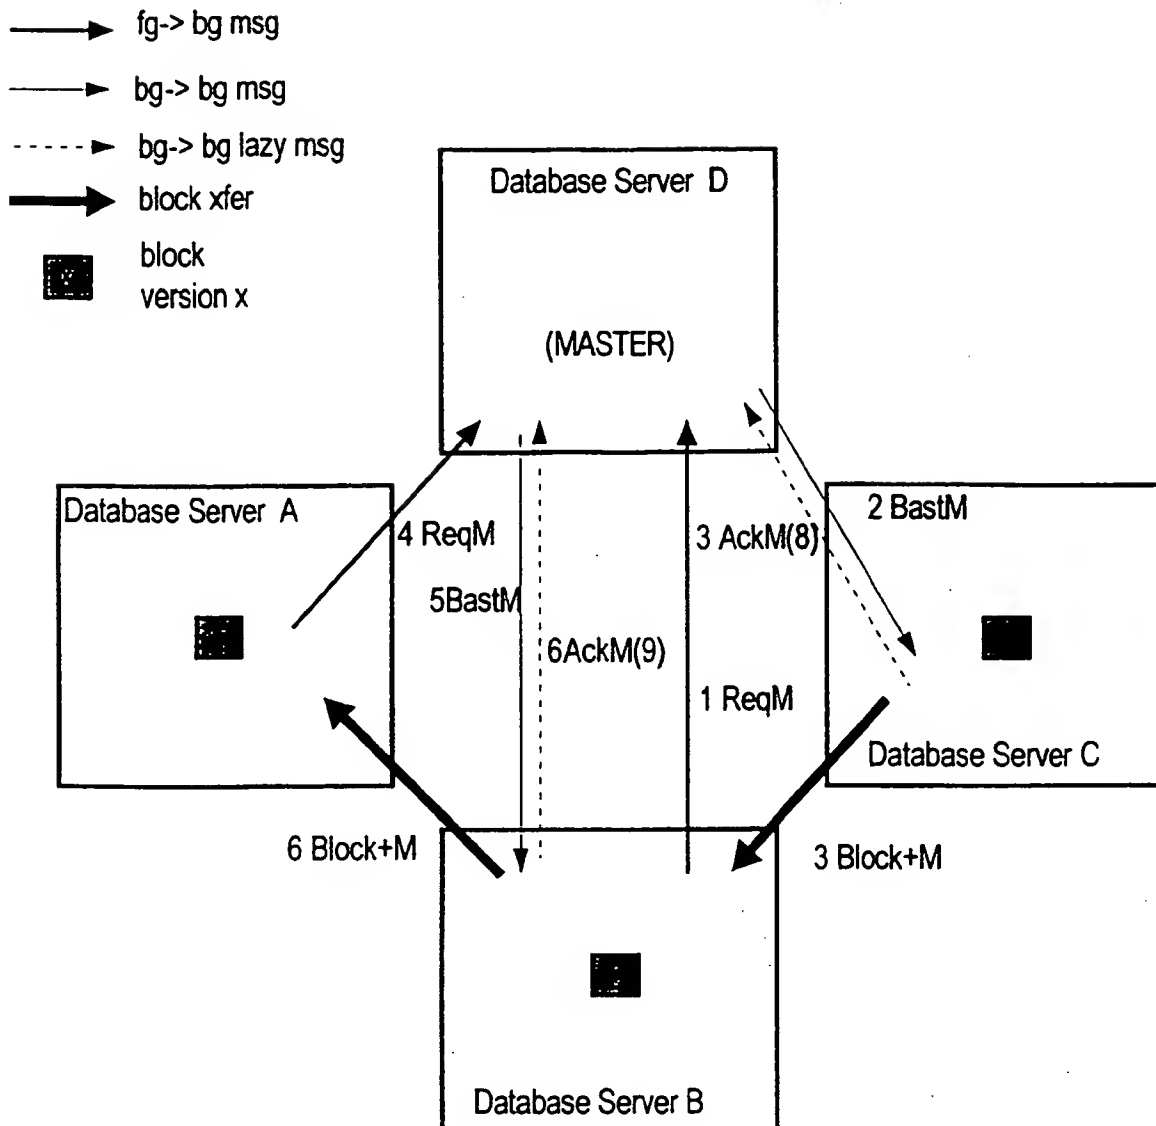 fg-> bg msg
bg-> bg msg
bg-> bg lazy msg
block xfer
block
version x
Database Server D
(MASTER)
Database Server A
4 ReqM
3 AckM(8)
2 BastM
5BastM
6AckM(9)
1 ReqM
Database Server C
6 Block+M
3 Block+M
Database Server B